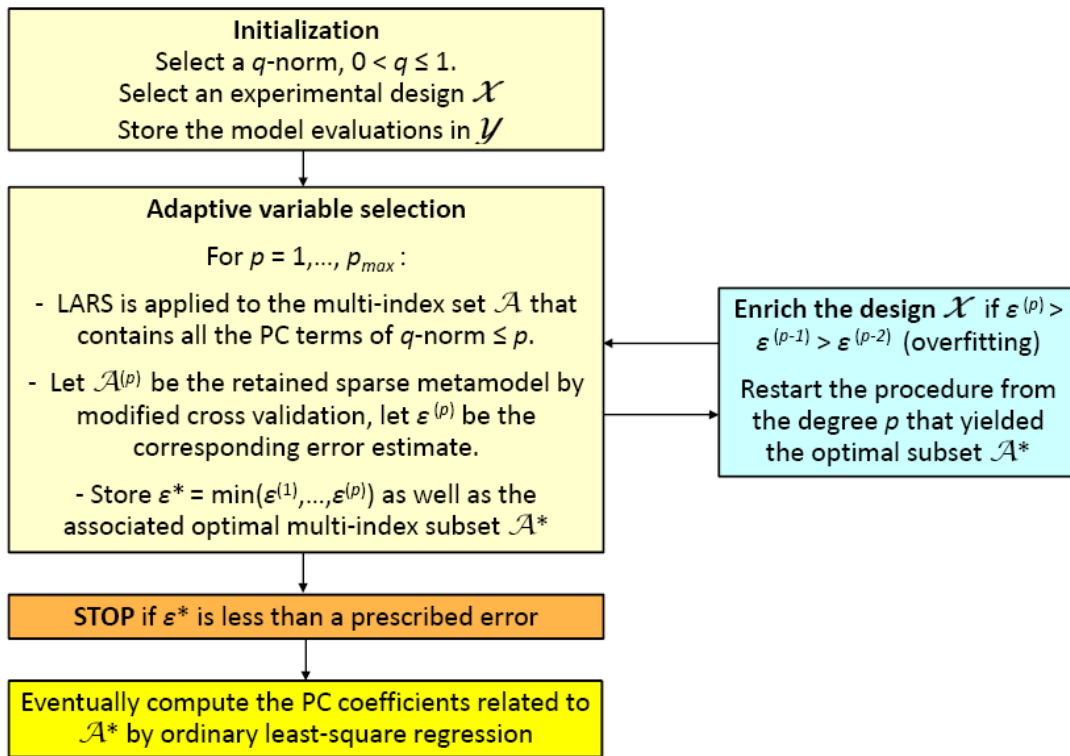 Initialization
Select a q-norm, 0 < q ≤ 1.
Select an experimental design 𝒳
Store the model evaluations in 𝒴
Adaptive variable selection
For p = 1,..., p_max :
- LARS is applied to the multi-index set 𝒜 that
contains all the PC terms of q-norm ≤ p.
- Let 𝒜^(p) be the retained sparse metamodel by
modified cross validation, let ε^(p) be the
corresponding error estimate.
- Store ε* = min(ε^(1),...,ε^(p)) as well as the
associated optimal multi-index subset 𝒜*
Enrich the design 𝒳 if ε^(p) >
ε^(p-1) > ε^(p-2) (overfitting)
Restart the procedure from
the degree p that yielded
the optimal subset 𝒜*
STOP if ε* is less than a prescribed error
Eventually compute the PC coefficients related to
𝒜* by ordinary least-square regression